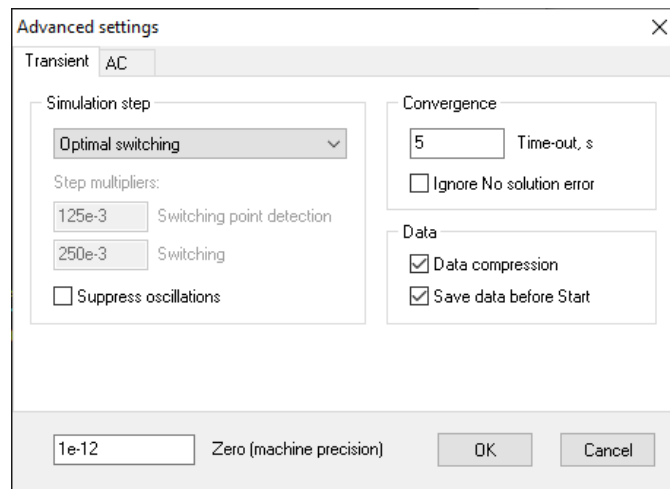 Advanced settings
Transient AC
Simulation step
Optimal switching
Step multipliers:
125e-3 Switching point detection
250e-3 Switching
Suppress oscillations
Convergence
5 Time-out, s
Ignore No solution error
Data
Data compression
Save data before Start
1e-12 Zero (machine precision) OK Cancel